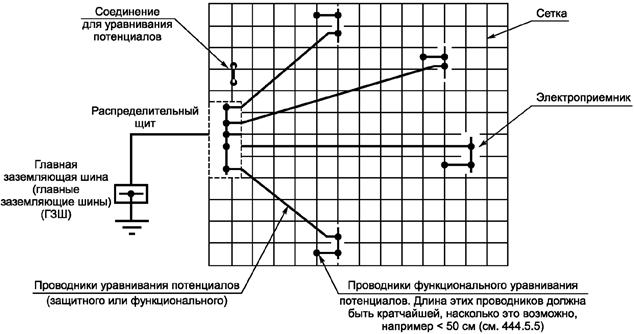 Соединение
для уравнивания
потенциалов
Сетка
Электроприемник
Распределительный
щит
Главная
заземляющая шина
(главные
заземляющие шины)
(ГЗШ)
Проводники уравнивания потенциалов
(защитного или функционального)
Проводники функционального уравнивания
потенциалов. Длина этих проводников должна
быть кратчайшей, насколько это возможно,
например < 50 см (см. 444.5.5)